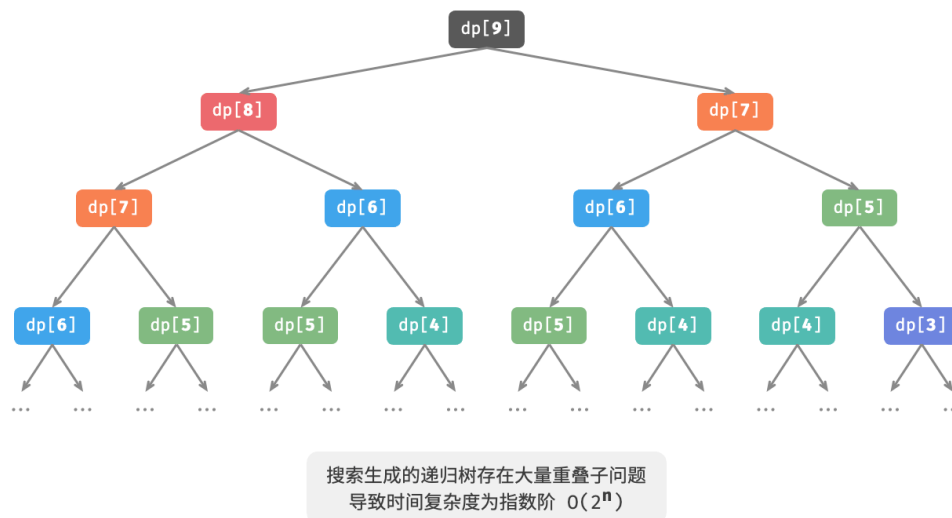 dp[9]
dp[8] dp[7]
dp[7] dp[6] dp[6] dp[5]
dp[6] dp[5] dp[5] dp[4] dp[5] dp[4] dp[4] dp[3]
... ... ... ... ... ... ... ... ... ... ... ... ... ... ... ...
搜索生成的递归树存在大量重叠子问题
导致时间复杂度为指数阶 O(2ⁿ)